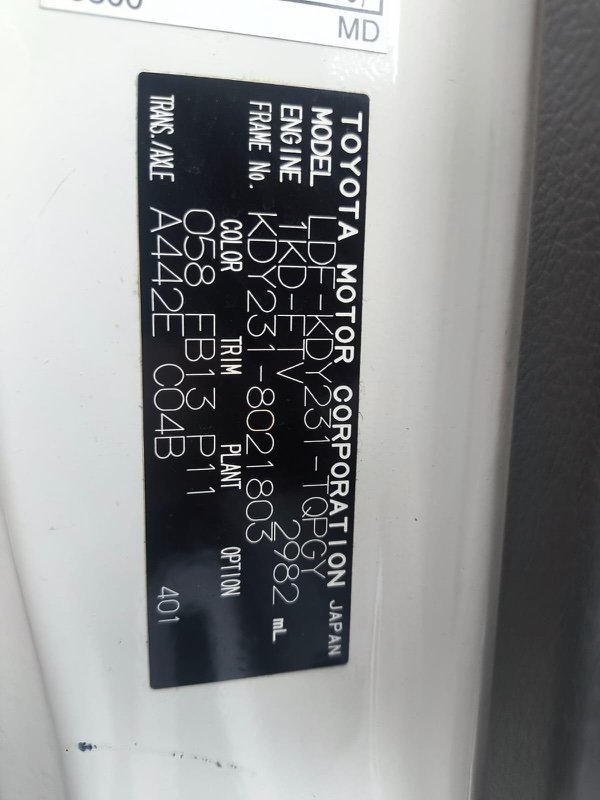 MD
TOYOTA MOTOR CORPORATION JAPAN
MODEL LDF-KDY231-TQPGY
ENGINE 1KD-FTV 2982 mL
FRAME No. KDY231-8021803
COLOR TRIM PLANT OPTION
058 FB13 P11
TRANS./AXLE A442E C04B
401